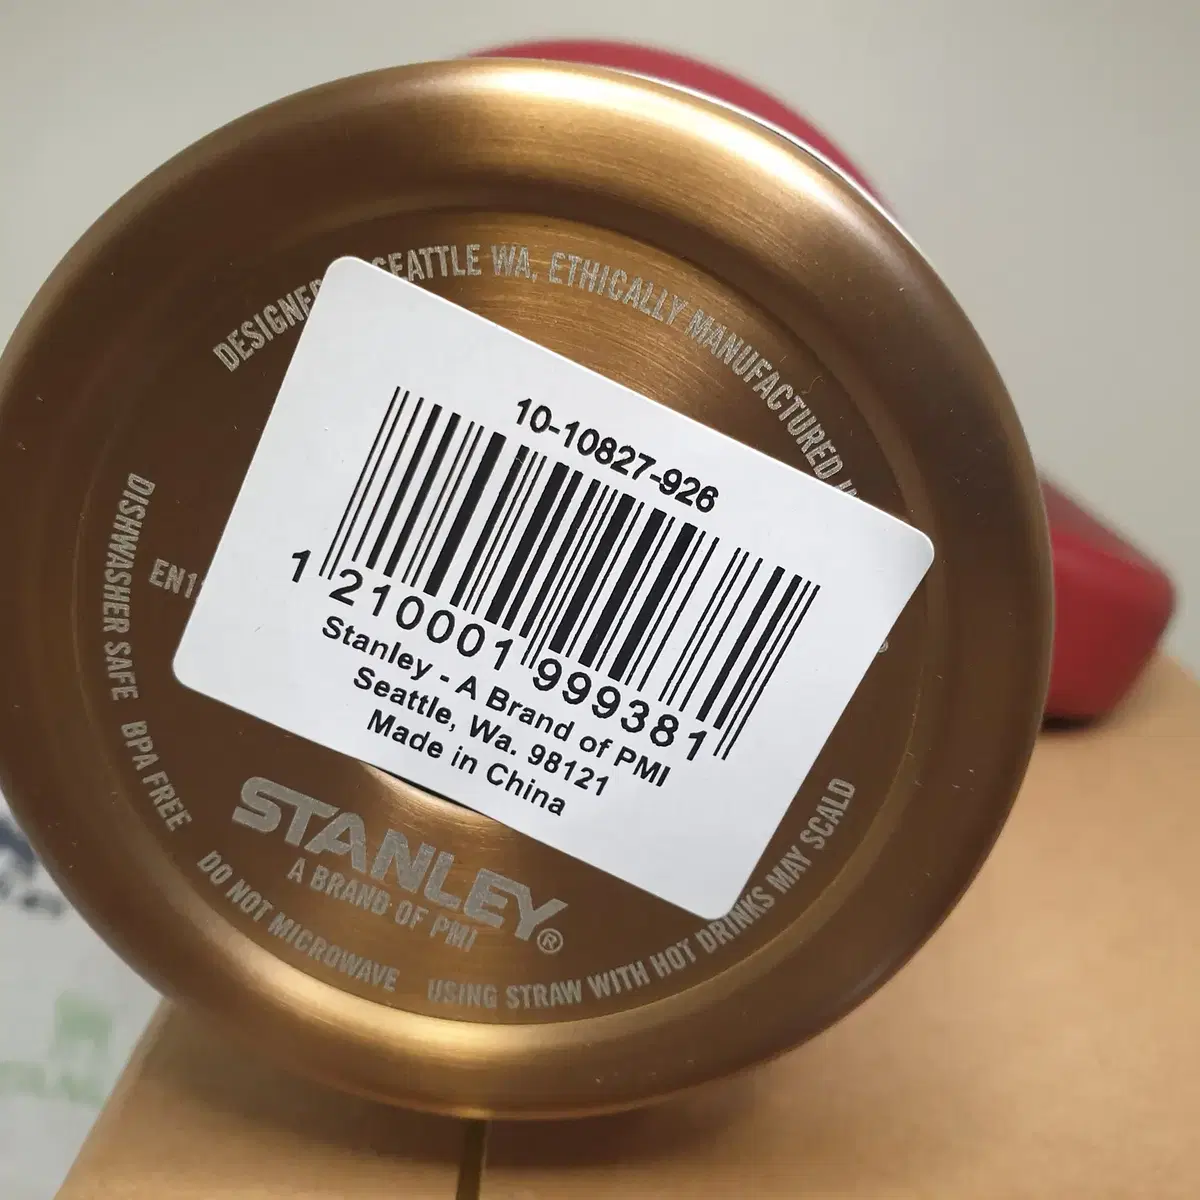 DESIGNED
SEATTLE WA, ETHICALLY MANUFACTURED
10-10827-926
1 210001 999381
Stanley - A Brand of PMI
Seattle, Wa. 98121
Made in China
DISHWASHER SAFE BPA FREE
STANLEY®
A BRAND OF PMI
DO NOT MICROWAVE
USING STRAW WITH HOT DRINKS MAY SCALD